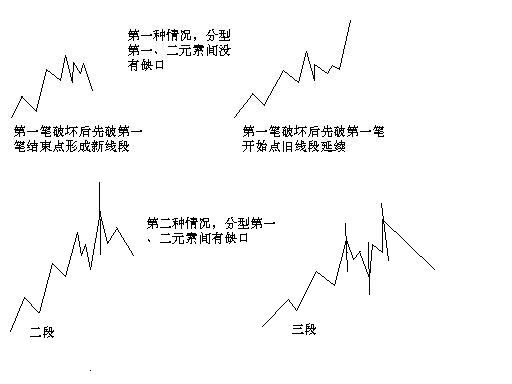 第一种情况，分型
第一、二元素间没
有缺口
第一笔破坏后先破第一
笔结束点形成新线段
第一笔破坏后先破第一笔
开始点旧线段延续
第二种情况，分型第一
、二元素间有缺口
二段
三段